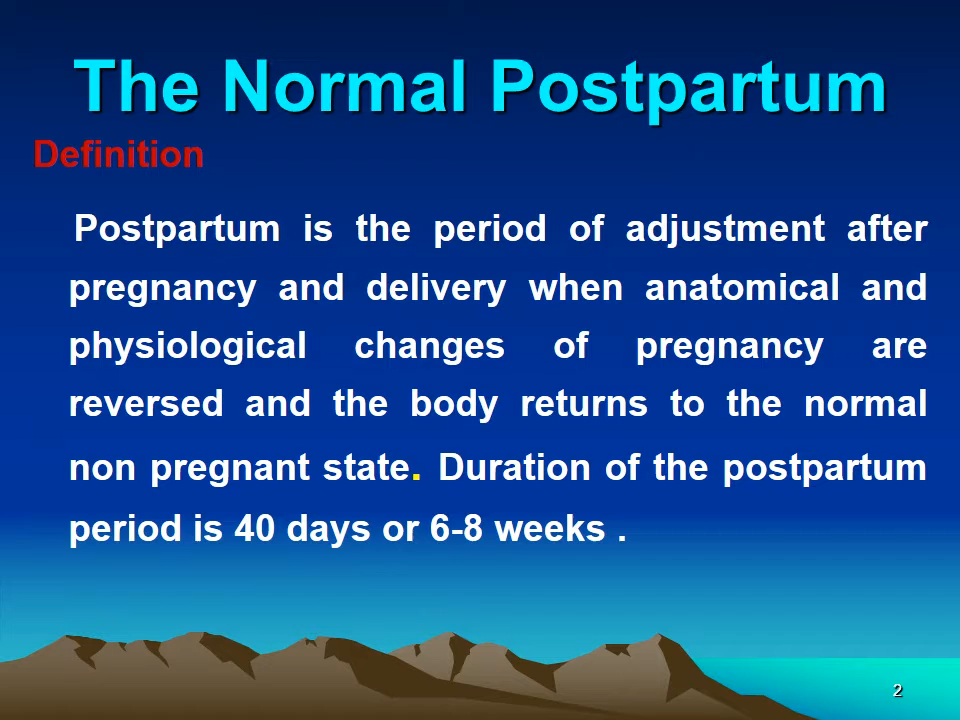 The Normal Postpartum
Definition
Postpartum is the period of adjustment after
pregnancy and delivery when anatomical and
physiological changes of pregnancy are
reversed and the body returns to the normal
non pregnant state. Duration of the postpartum
period is 40 days or 6-8 weeks .
2